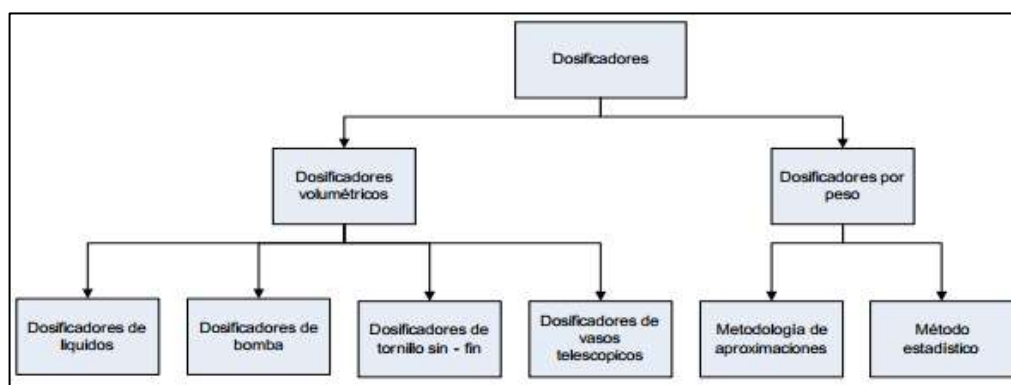 Dosificadores
Dosificadores
volumétricos
Dosificadores por
peso
Dosificadores de
liquidos
Dosificadores de
bomba
Dosificadores de
tornillo sin - fin
Dosificadores de
vasos
telescopicos
Metodología de
aproximaciones
Método
estadístico